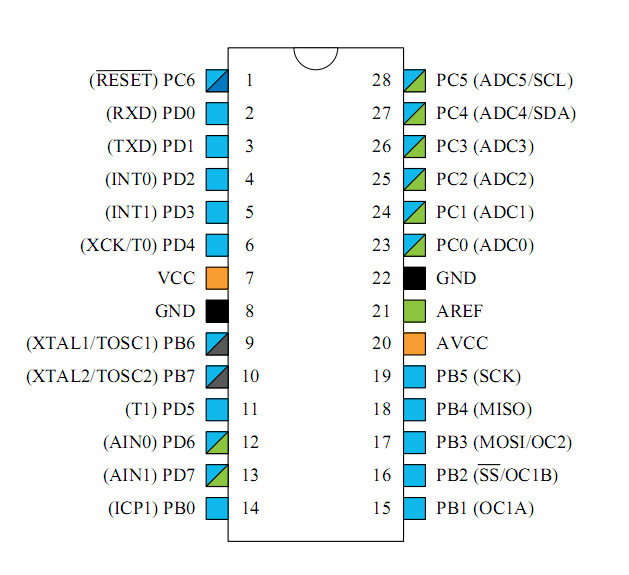 (RESET) PC6 1 28 PC5 (ADC5/SCL)
(RXD) PD0 2 27 PC4 (ADC4/SDA)
(TXD) PD1 3 26 PC3 (ADC3)
(INT0) PD2 4 25 PC2 (ADC2)
(INT1) PD3 5 24 PC1 (ADC1)
(XCK/T0) PD4 6 23 PC0 (ADC0)
VCC 7 22 GND
GND 8 21 AREF
(XTAL1/TOSC1) PB6 9 20 AVCC
(XTAL2/TOSC2) PB7 10 19 PB5 (SCK)
(T1) PD5 11 18 PB4 (MISO)
(AIN0) PD6 12 17 PB3 (MOSI/OC2)
(AIN1) PD7 13 16 PB2 (SS/OC1B)
(ICP1) PB0 14 15 PB1 (OC1A)